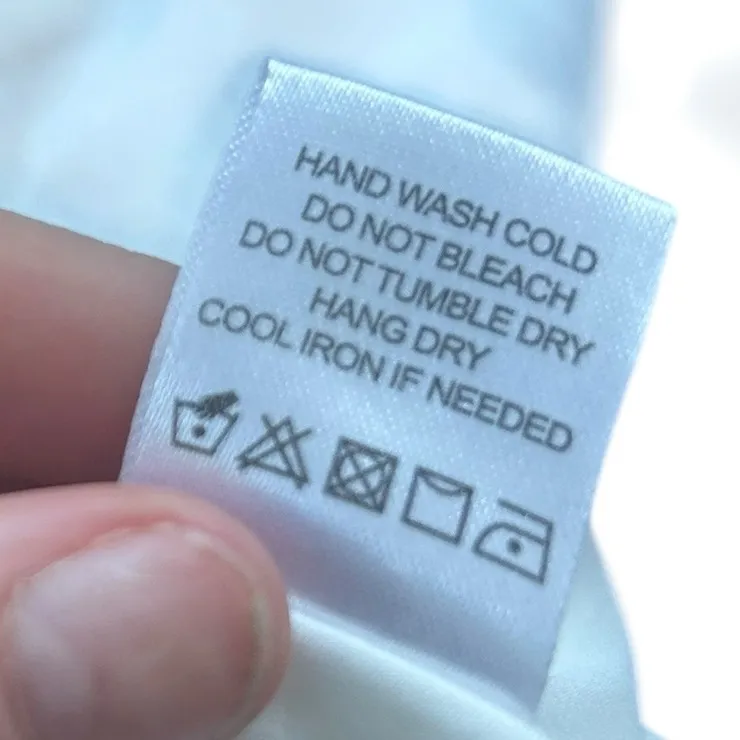 HAND WASH COLD
DO NOT BLEACH
DO NOT TUMBLE DRY
HANG DRY
COOL IRON IF NEEDED